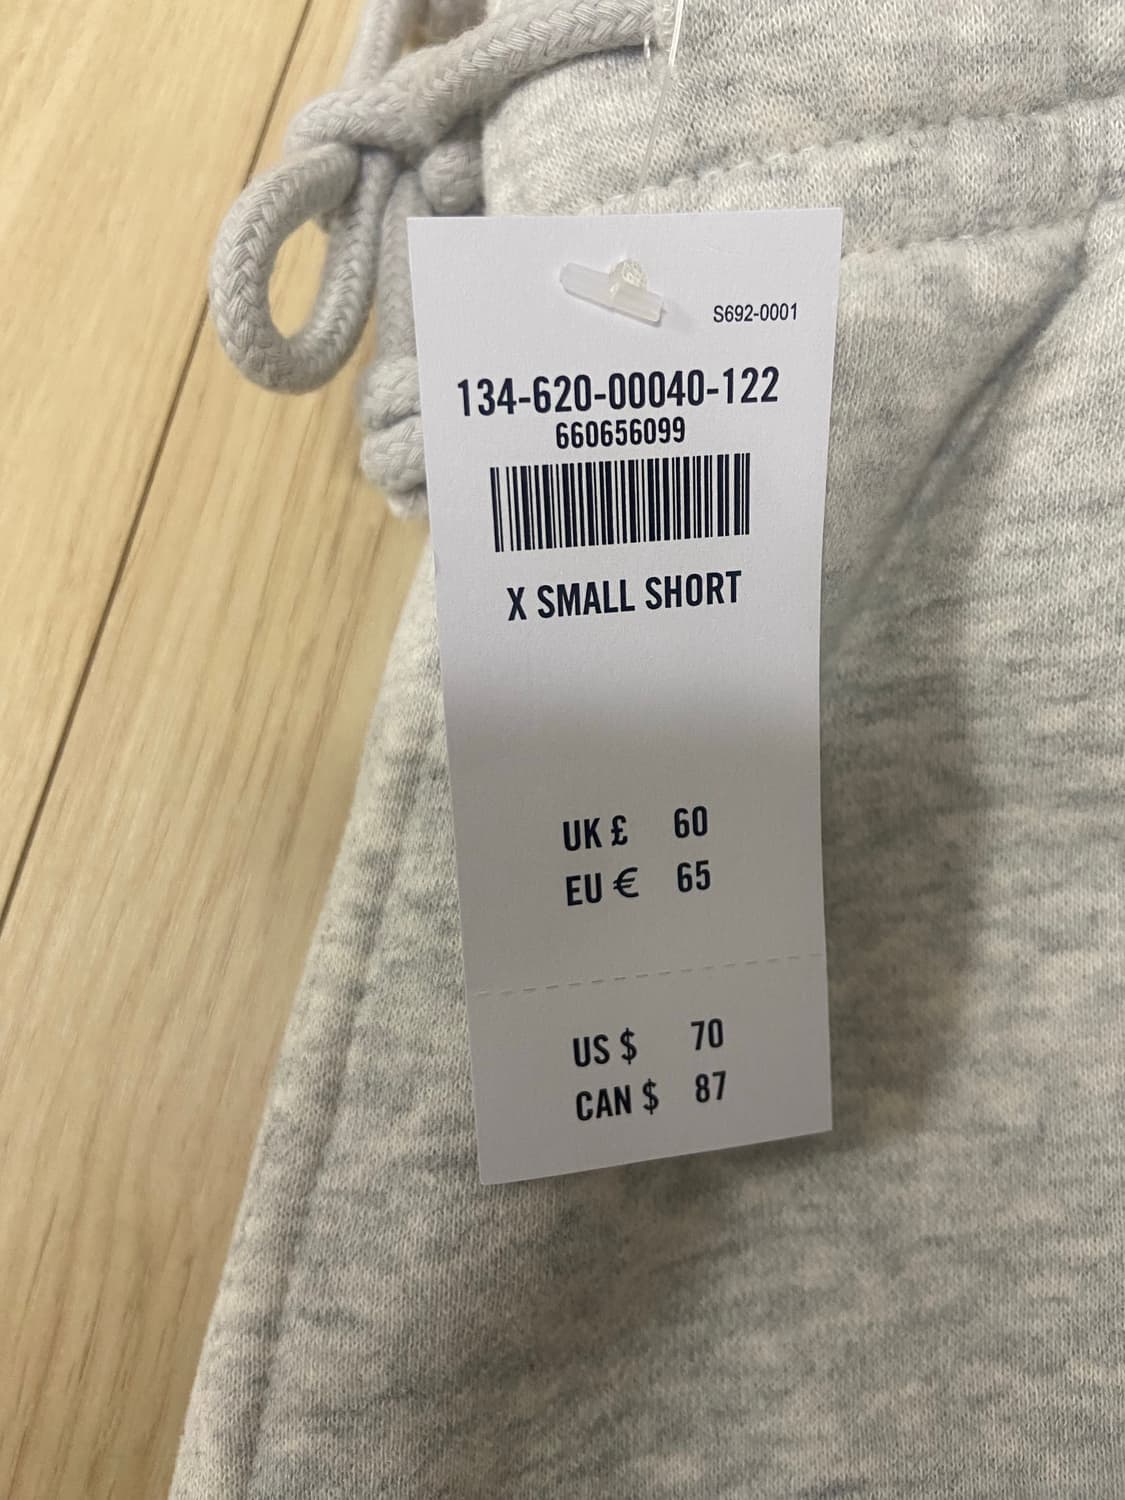 S692-0001
134-620-00040-122
660656099
X SMALL SHORT
UK £ 60
EU € 65
US $ 70
CAN $ 87